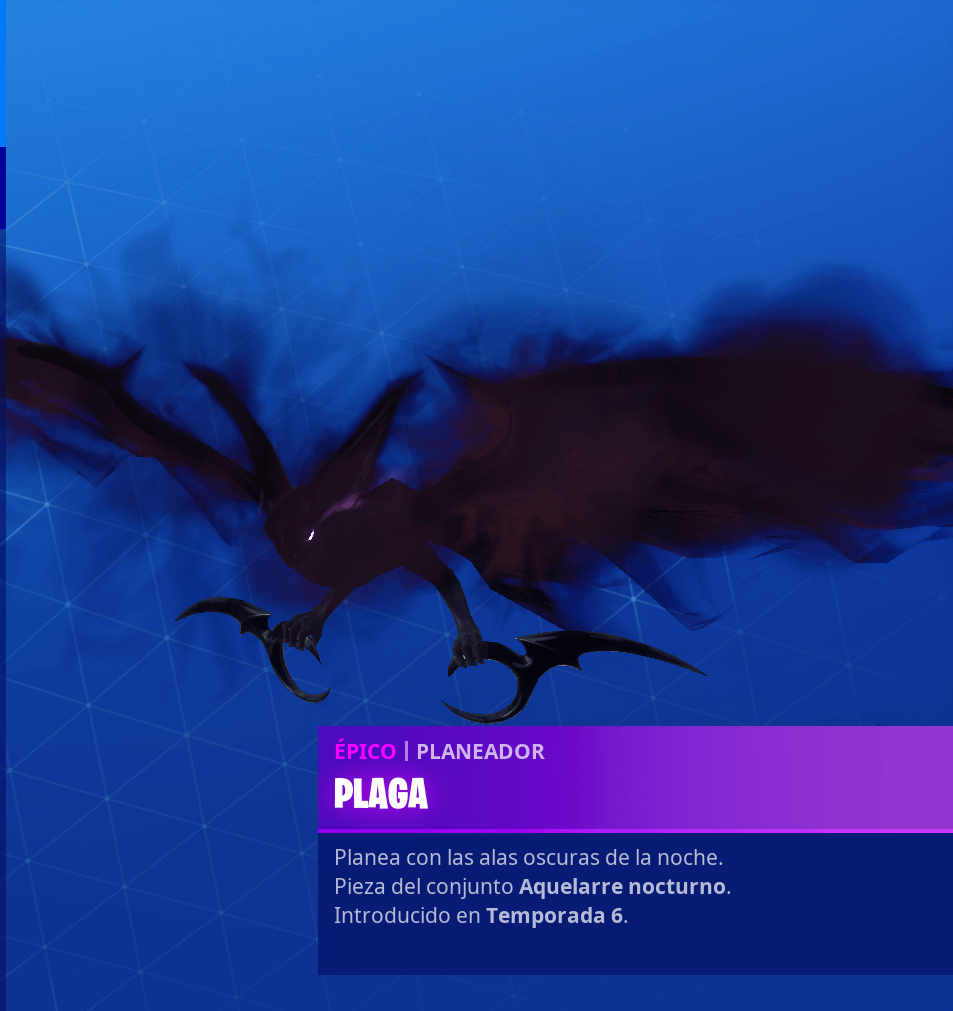 ÉPICO | PLANEADOR
PLAGA
Planea con las alas oscuras de la noche.
Pieza del conjunto Aquelarre nocturno.
Introducido en Temporada 6.